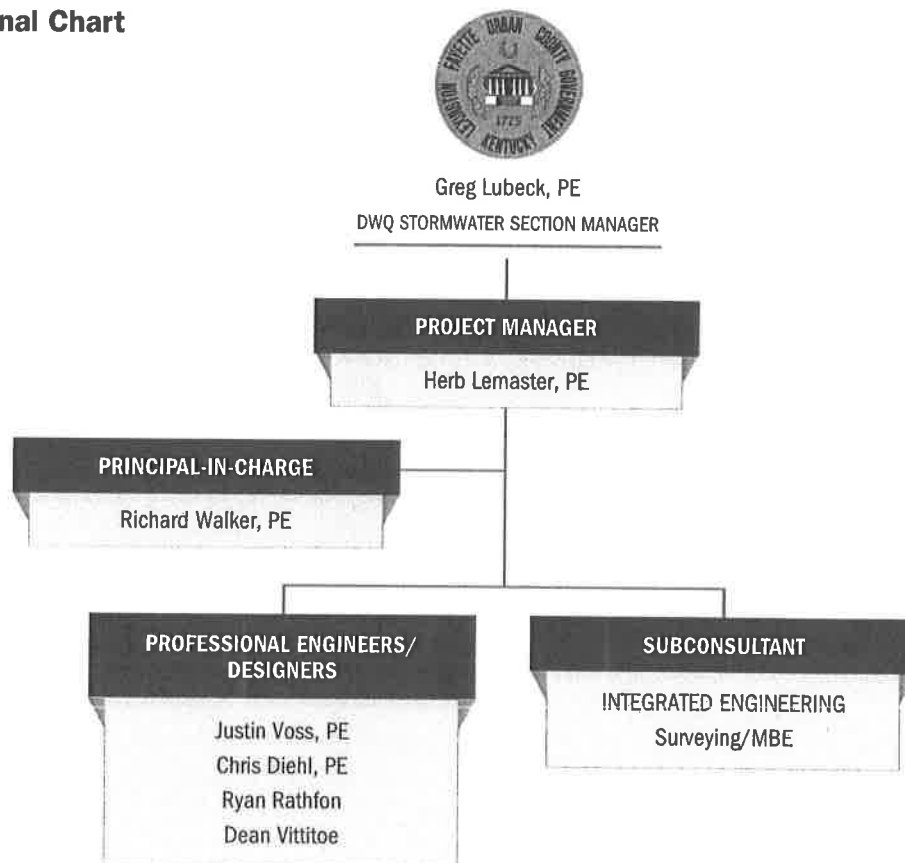 nal Chart
LEXINGTON FAYETTE URBAN COUNTY GOVERNMENT
1775
KENTUCKY
Greg Lubeck, PE
DWQ STORMWATER SECTION MANAGER
PROJECT MANAGER
Herb Lemaster, PE
PRINCIPAL-IN-CHARGE
Richard Walker, PE
PROFESSIONAL ENGINEERS/
DESIGNERS
Justin Voss, PE
Chris Diehl, PE
Ryan Rathfon
Dean Vittitoe
SUBCONSULTANT
INTEGRATED ENGINEERING
Surveying/MBE